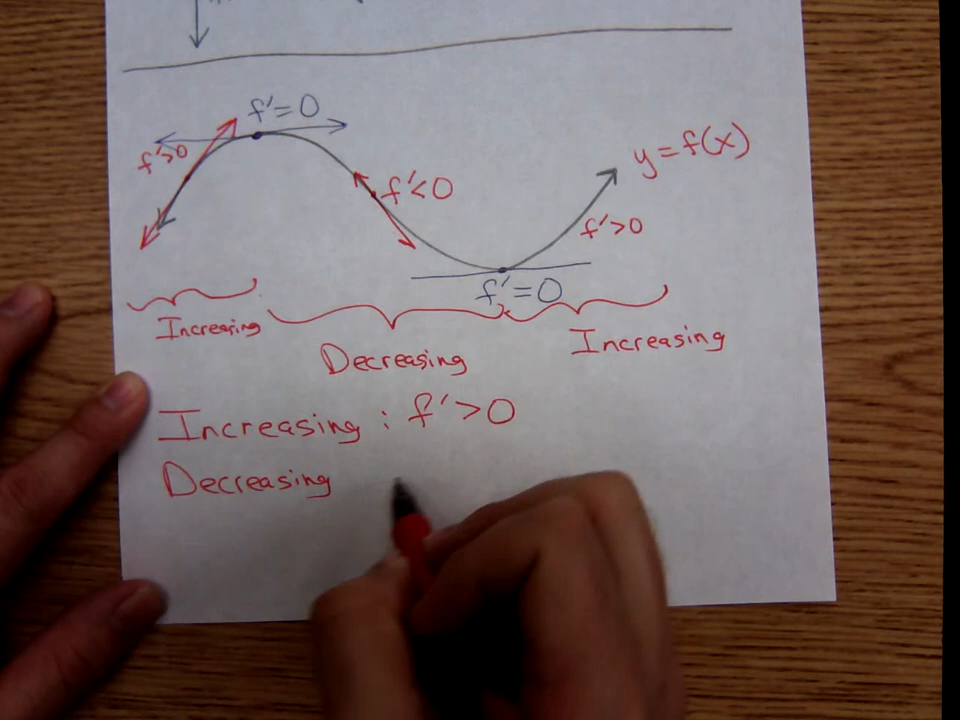 f'=0
f'>0
y=f(x)
f'<0
f'>0
f'=0
Increasing
Decreasing
Increasing
Increasing : f'>0
Decreasing